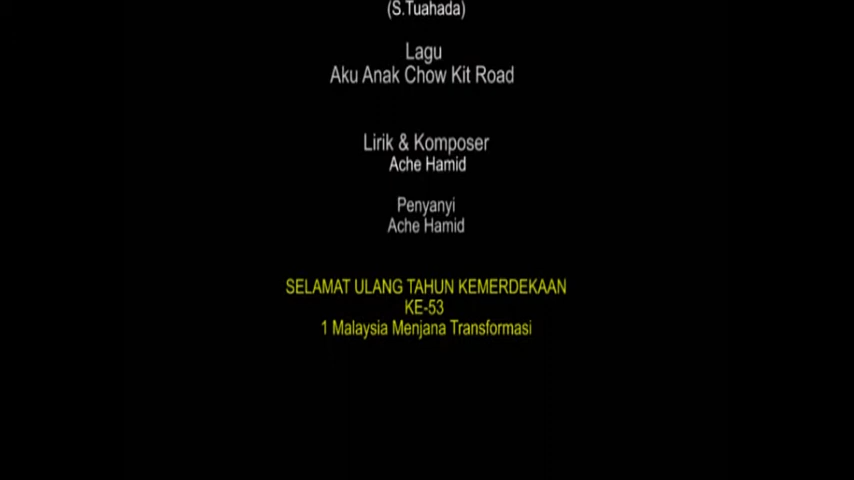 (S.Tuahada)
Lagu
Aku Anak Chow Kit Road
Lirik & Komposer
Ache Hamid
Penyanyi
Ache Hamid
SELAMAT ULANG TAHUN KEMERDEKAAN
KE-53
1 Malaysia Menjana Transformasi